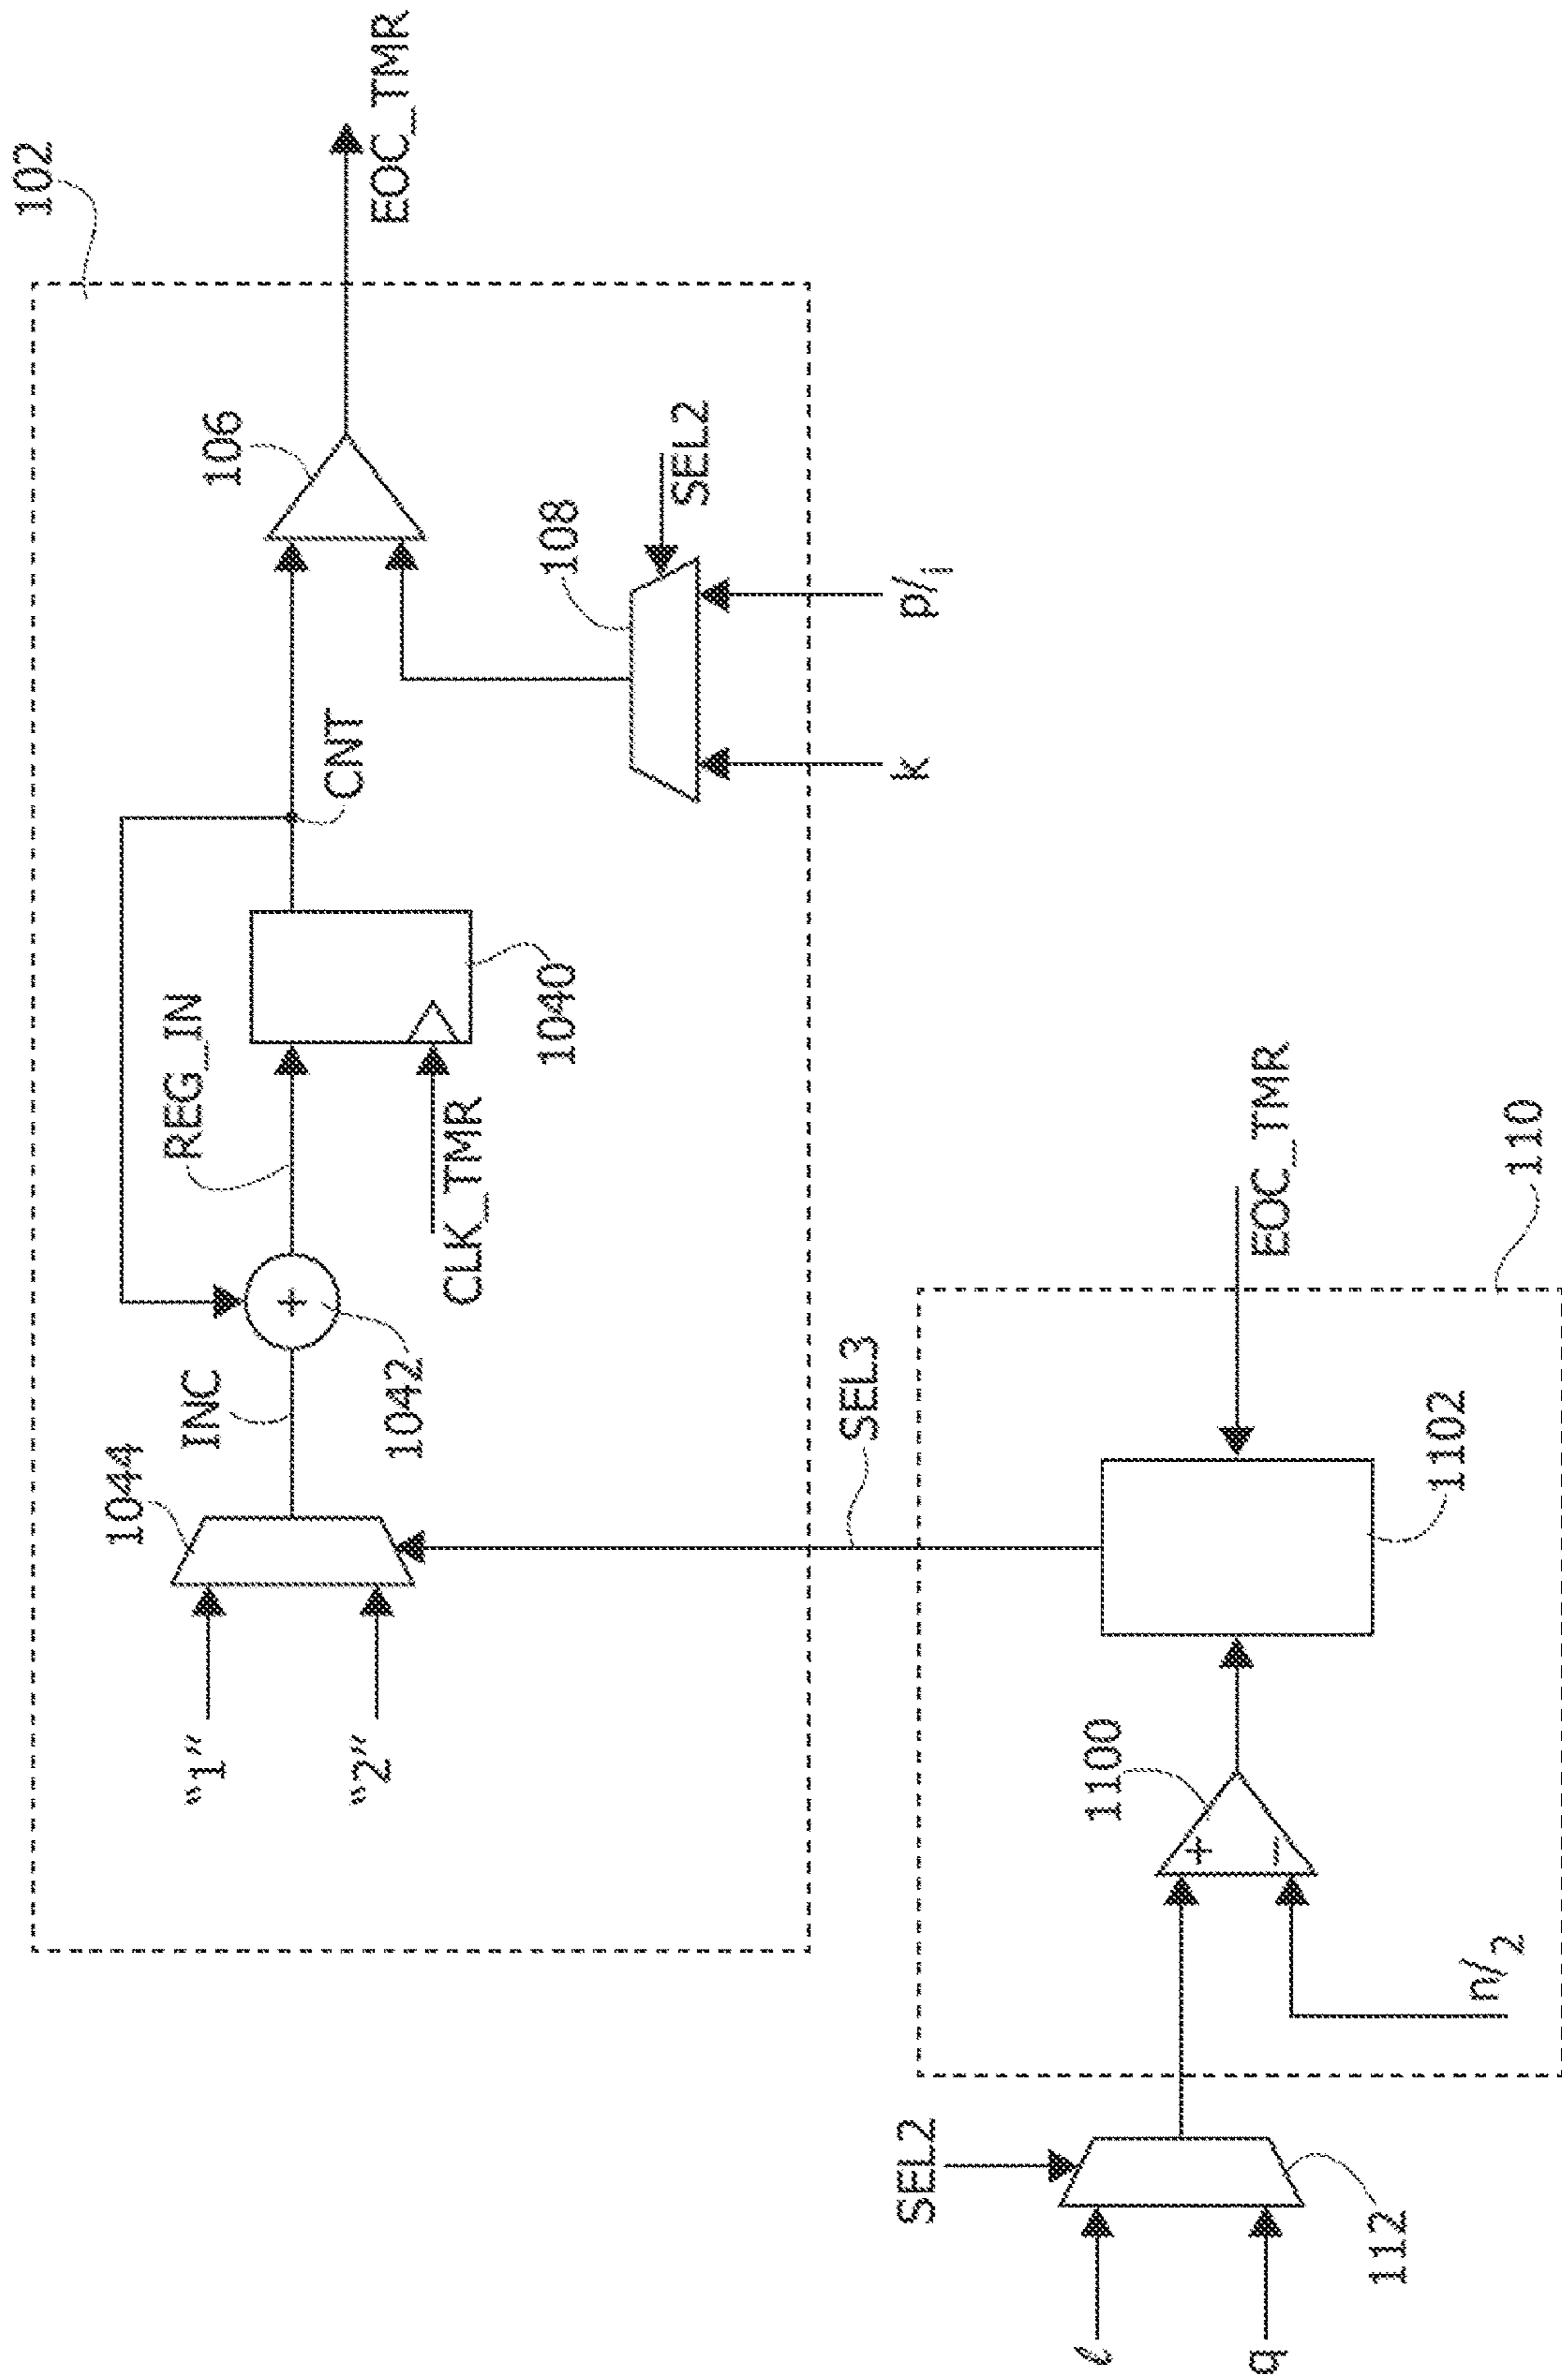 102
EOC_TMR
106
SEL2
108
p/i
k
CNT
REG_IN
1040
CLK_TMR
INC
1042
1044
"1"
"2"
SEL3
EOC_TMR
110
1102
1100
n/2
SEL2
112
ℓ
q